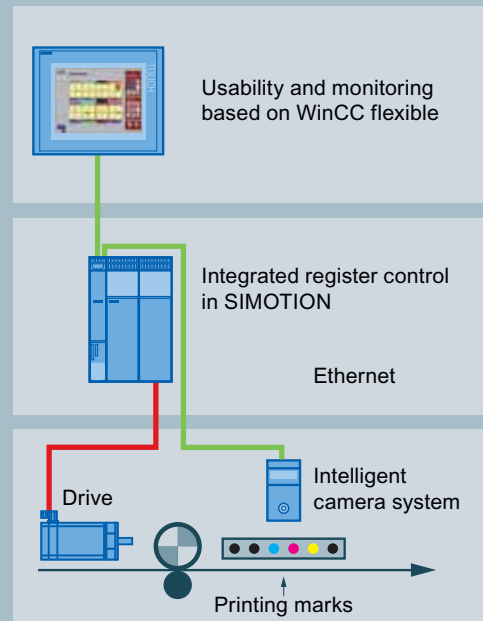 TOUCH
Usability and monitoring
based on WinCC flexible
Integrated register control
in SIMOTION
Ethernet
Intelligent
camera system
Drive
Printing marks